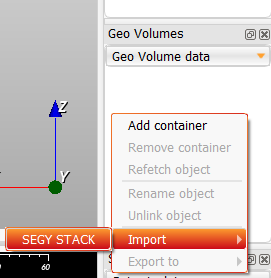 Geo Volumes
Geo Volume data
Z
Y
Add container
Remove container
Refetch object
Rename object
Unlink object
SEGY STACK
Import
Export to
40
60